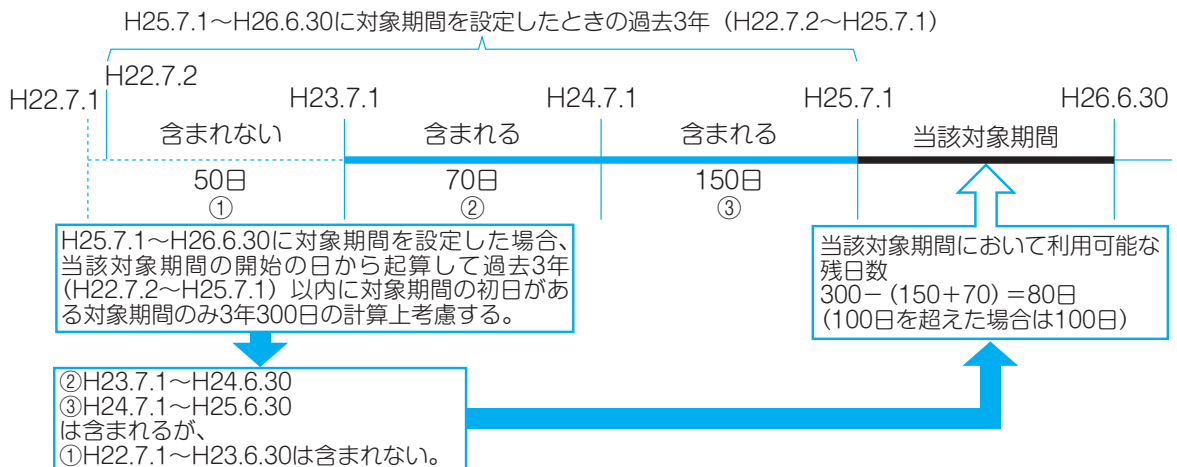 H25.7.1～H26.6.30に対象期間を設定したときの過去3年（H22.7.2～H25.7.1）
H22.7.2
H22.7.1
H23.7.1
H24.7.1
H25.7.1
H26.6.30
含まれない
含まれる
含まれる
当該対象期間
50日
70日
150日
①
②
③
H25.7.1～H26.6.30に対象期間を設定した場合、
当該対象期間の開始の日から起算して過去3年
（H22.7.2～H25.7.1）以内に対象期間の初日があ
る対象期間のみ3年300日の計算上考慮する。
当該対象期間において利用可能な
残日数
300－(150＋70)＝80日
(100日を超えた場合は100日)
②H23.7.1～H24.6.30
③H24.7.1～H25.6.30
は含まれるが、
①H22.7.1～H23.6.30は含まれない。